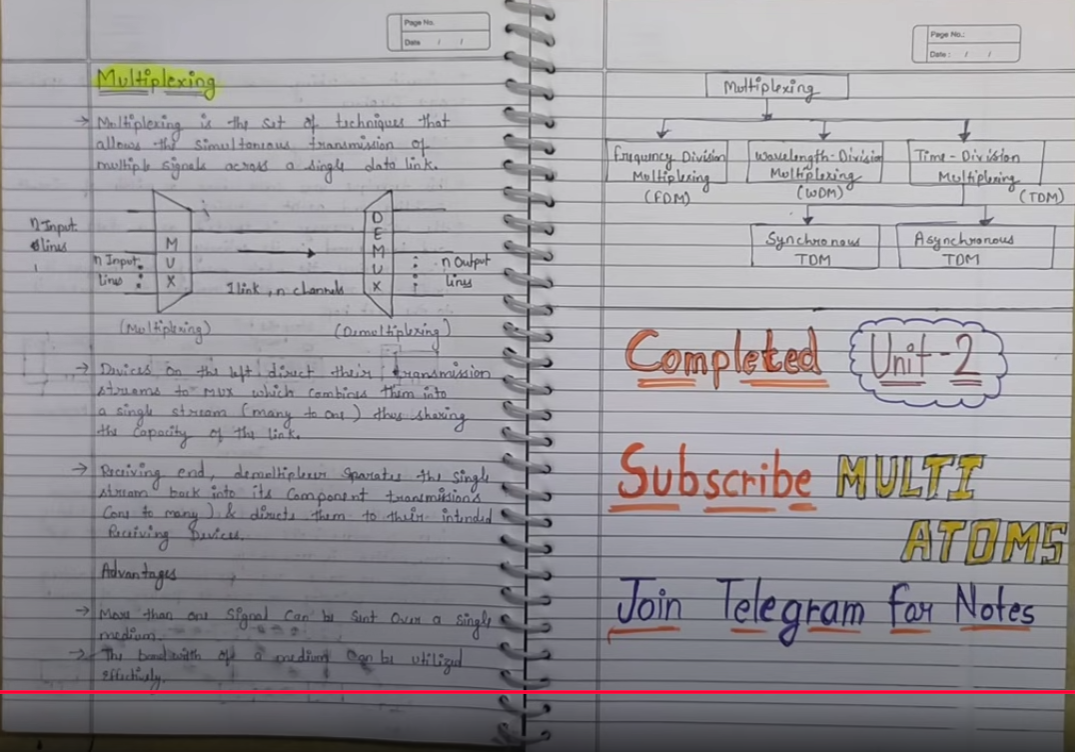 Page No.
Date / /
Multiplexing
→ Multiplexing is the set of techniques that
allows the simultaneous transmission of
multiple signals across a single data link.
n Input
lines
n Input
lines
MUX
1 link, n channels
DEMUX
n Output
lines
(Multiplexing) (Demultiplexing)
→ Devices on the left direct their transmission
streams to MUX which combines them into
a single stream (many to one) thus sharing
the capacity of the link.
→ Receiving end, demultiplexer separates the single
stream back into its component transmissions
(one to many) & directs them to their intended
Receiving Devices.
Advantages
→ More than one signal can be sent over a single
medium.
→ The bandwidth of a medium can be utilized
effectively.
Page No.:
Date: / /
Multiplexing
Frequency Division
Multiplexing
(FDM)
Wavelength-Division
Multiplexing
(WDM)
Time-Division
Multiplexing
(TDM)
Synchronous
TDM
Asynchronous
TDM
Completed Unit-2
Subscribe MULTI
ATOMS
Join Telegram for Notes